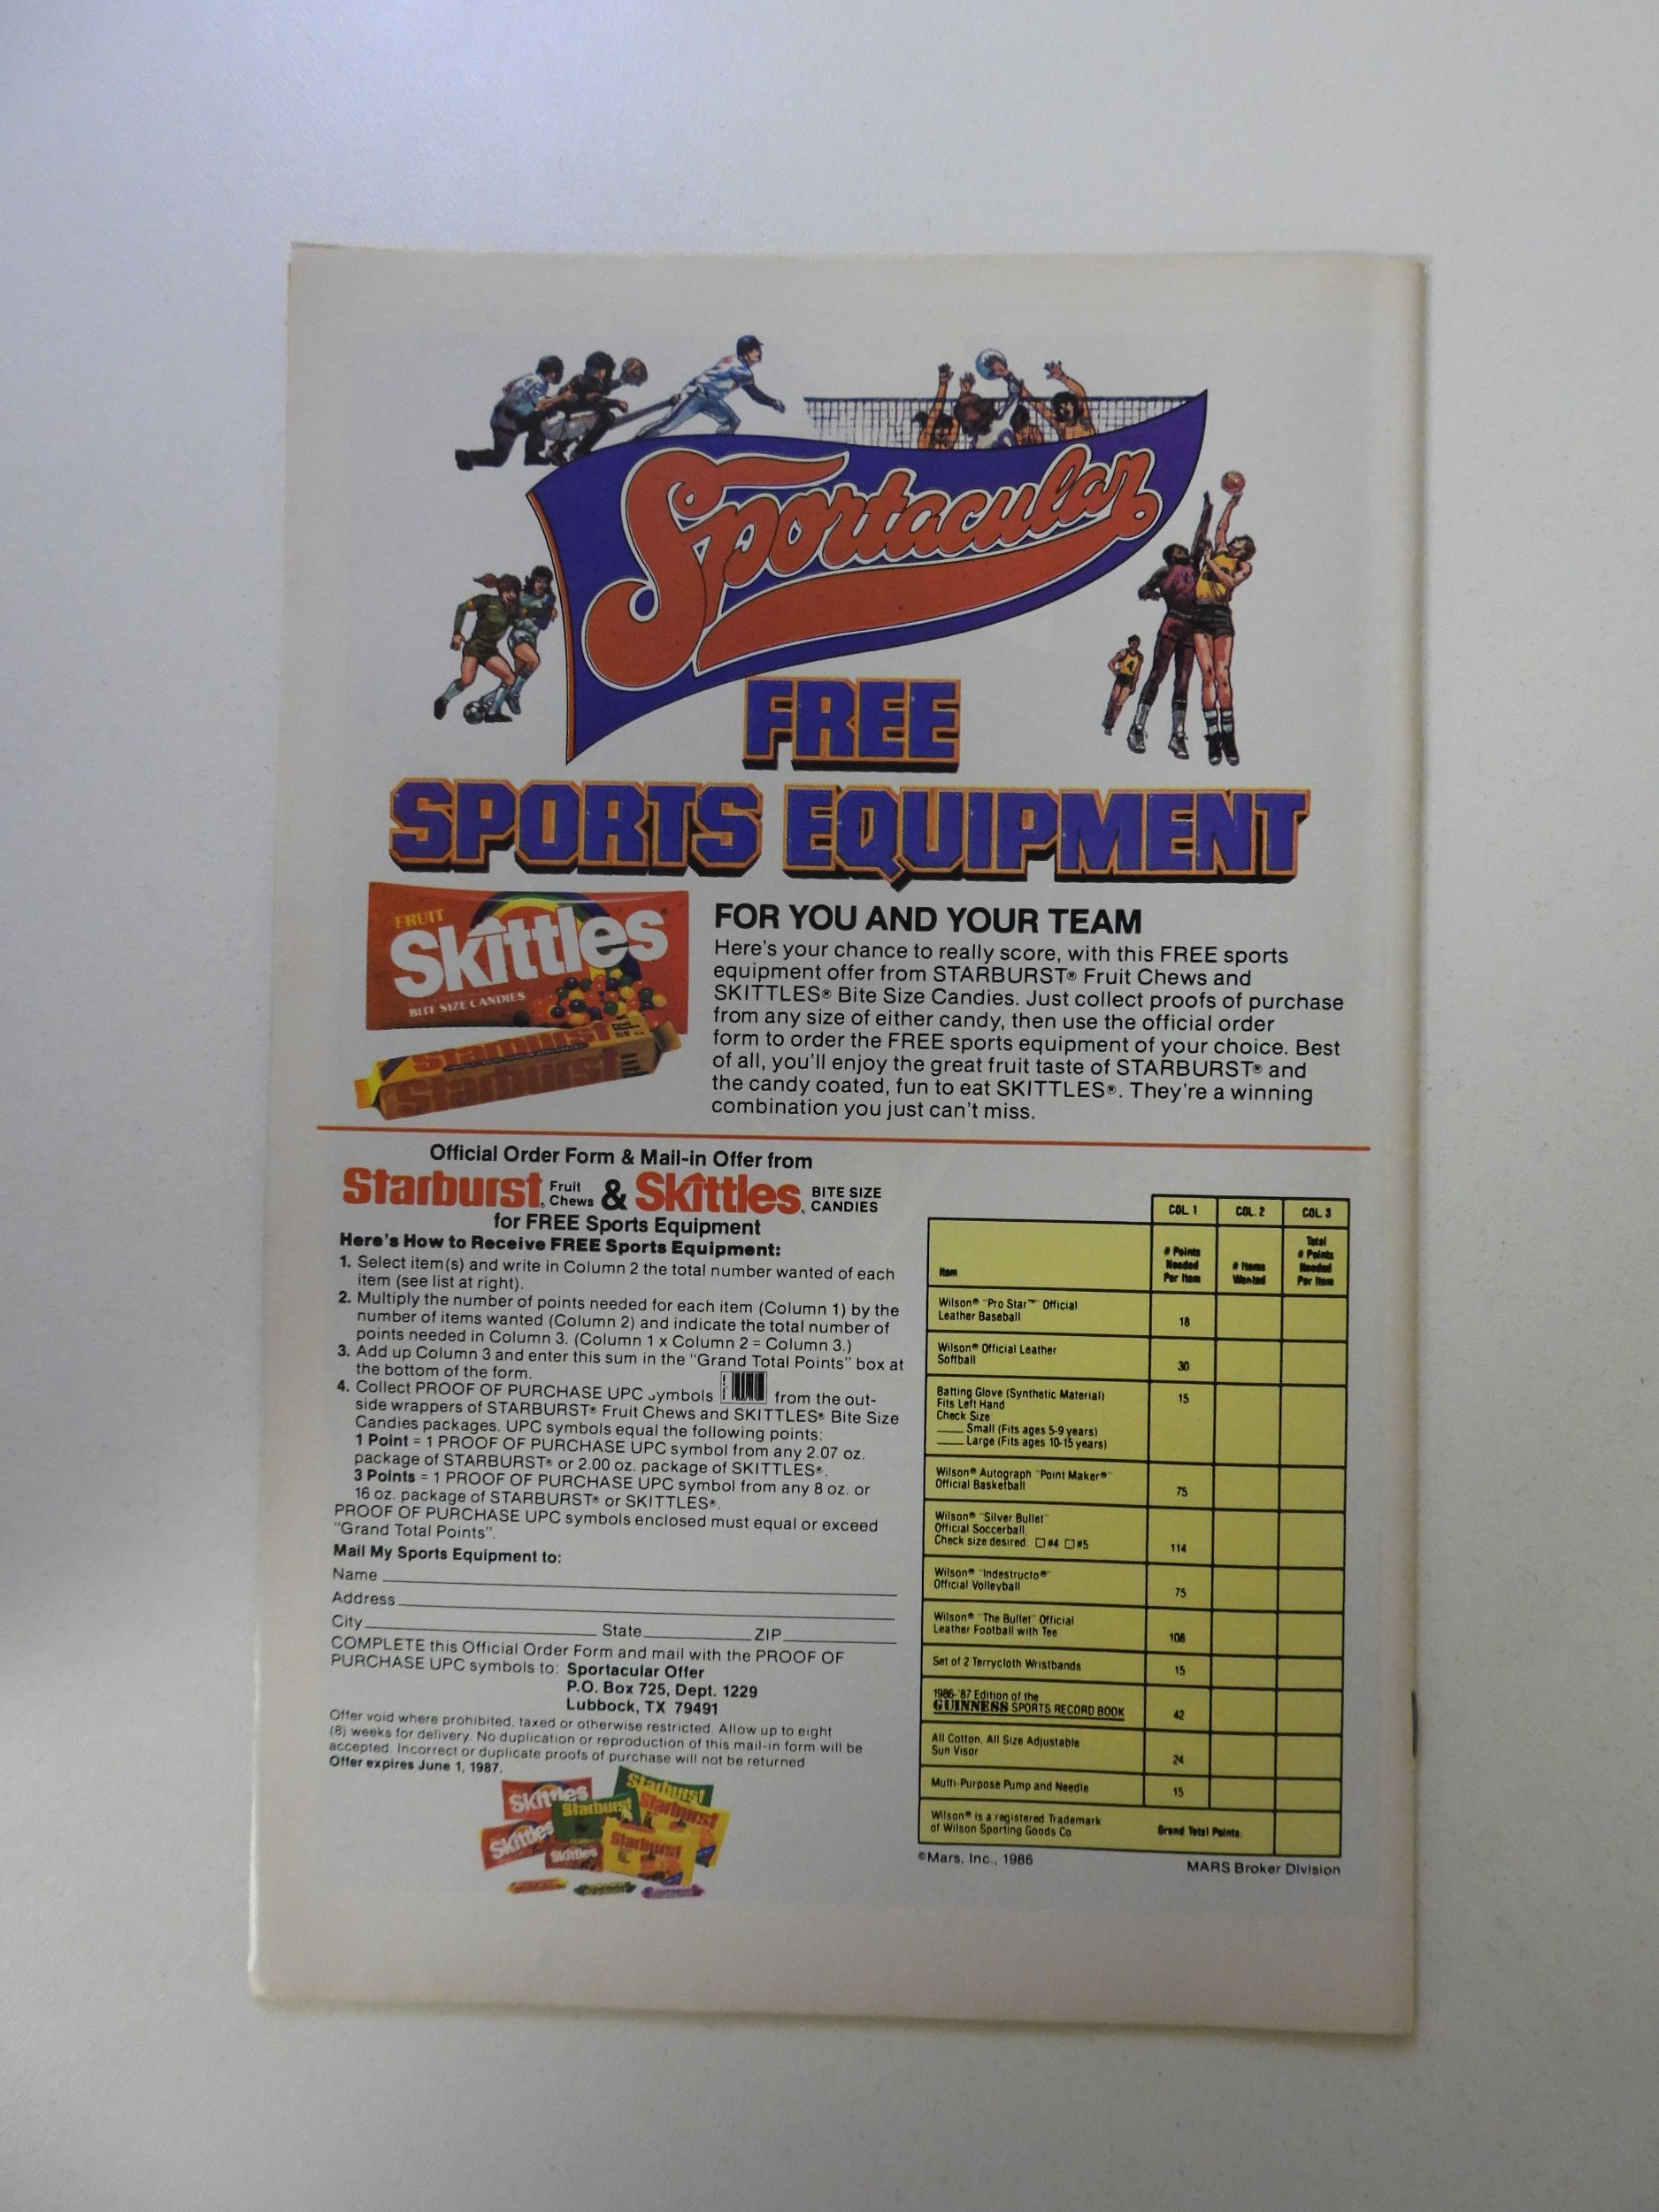 Sportacular
FREE
SPORTS EQUIPMENT
FRUIT
Skittles
BITE SIZE CANDIES
Starburst
Starburst
FOR YOU AND YOUR TEAM
Here's your chance to really score, with this FREE sports
equipment offer from STARBURST® Fruit Chews and
SKITTLES® Bite Size Candies. Just collect proofs of purchase
from any size of either candy, then use the official order
form to order the FREE sports equipment of your choice. Best
of all, you'll enjoy the great fruit taste of STARBURST® and
the candy coated, fun to eat SKITTLES®. They're a winning
combination you just can't miss.
Official Order Form & Mail-in Offer from
Starburst® Fruit Chews & Skittles® BITE SIZE CANDIES
for FREE Sports Equipment
Here's How to Receive FREE Sports Equipment:
1. Select item(s) and write in Column 2 the total number wanted of each
item (see list at right).
2. Multiply the number of points needed for each item (Column 1) by the
number of items wanted (Column 2) and indicate the total number of
points needed in Column 3. (Column 1 x Column 2 = Column 3.)
3. Add up Column 3 and enter this sum in the "Grand Total Points" box at
the bottom of the form.
4. Collect PROOF OF PURCHASE UPC symbols from the out-
side wrappers of STARBURST® Fruit Chews and SKITTLES® Bite Size
Candies packages. UPC symbols equal the following points:
1 Point = 1 PROOF OF PURCHASE UPC symbol from any 2.07 oz.
package of STARBURST® or 2.00 oz. package of SKITTLES®.
3 Points = 1 PROOF OF PURCHASE UPC symbol from any 8 oz. or
16 oz. package of STARBURST® or SKITTLES®.
PROOF OF PURCHASE UPC symbols enclosed must equal or exceed
"Grand Total Points".
Mail My Sports Equipment to:
Name
Address
City State ZIP
COMPLETE this Official Order Form and mail with the PROOF OF
PURCHASE UPC symbols to: Sportacular Offer
P.O. Box 725, Dept. 1229
Lubbock, TX 79491
Offer void where prohibited, taxed or otherwise restricted. Allow up to eight
(8) weeks for delivery. No duplication or reproduction of this mail-in form will be
accepted. Incorrect or duplicate proofs of purchase will not be returned
Offer expires June 1, 1987.
Skittles
Starburst
Starburst
Starburst
Skittles
Skittles
Starburst
COL. 1 COL. 2 COL. 3
Item # Points Needed Per Item # Items Wanted Total # Points Needed Per Item
Wilson® "Pro Star™ Official
Leather Baseball 18
Wilson® Official Leather
Softball 30
Batting Glove (Synthetic Material) 15
Fits Left Hand
Check Size
Small (Fits ages 5-9 years)
Large (Fits ages 10-15 years)
Wilson® Autograph "Point Maker®"
Official Basketball 75
Wilson® "Silver Bullet"
Official Soccerball,
Check size desired: □ #4 □ #5 114
Wilson® "Indestructo®"
Official Volleyball 75
Wilson® "The Bullet" Official
Leather Football with Tee 108
Set of 2 Terrycloth Wristbands 15
1986-'87 Edition of the
GUINNESS SPORTS RECORD BOOK 42
All Cotton, All Size Adjustable
Sun Visor 24
Multi-Purpose Pump and Needle 15
Wilson® is a registered Trademark
of Wilson Sporting Goods Co Grand Total Points:
©Mars, Inc., 1986 MARS Broker Division